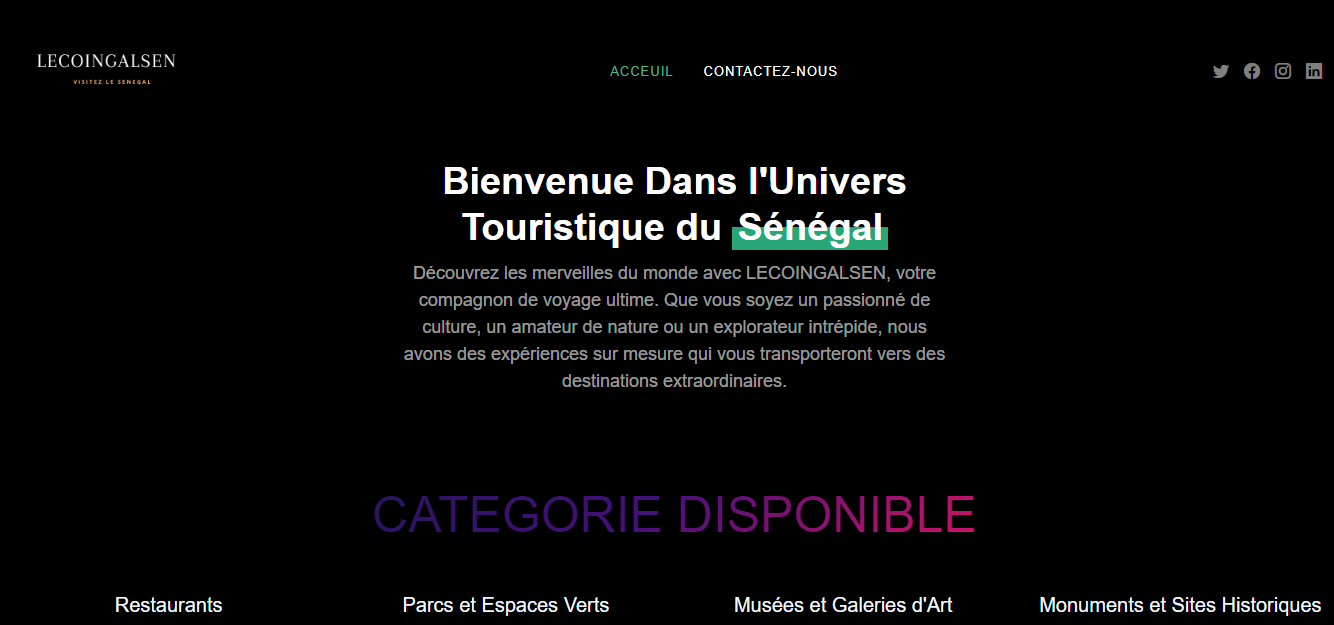 LECOINGALSEN
VISITEZ LE SENEGAL
ACCEUIL
CONTACTEZ-NOUS
Bienvenue Dans l'Univers
Touristique du Sénégal
Découvrez les merveilles du monde avec LECOINGALSEN, votre
compagnon de voyage ultime. Que vous soyez un passionné de
culture, un amateur de nature ou un explorateur intrépide, nous
avons des expériences sur mesure qui vous transporteront vers des
destinations extraordinaires.
CATEGORIE DISPONIBLE
Restaurants
Parcs et Espaces Verts
Musées et Galeries d'Art
Monuments et Sites Historiques